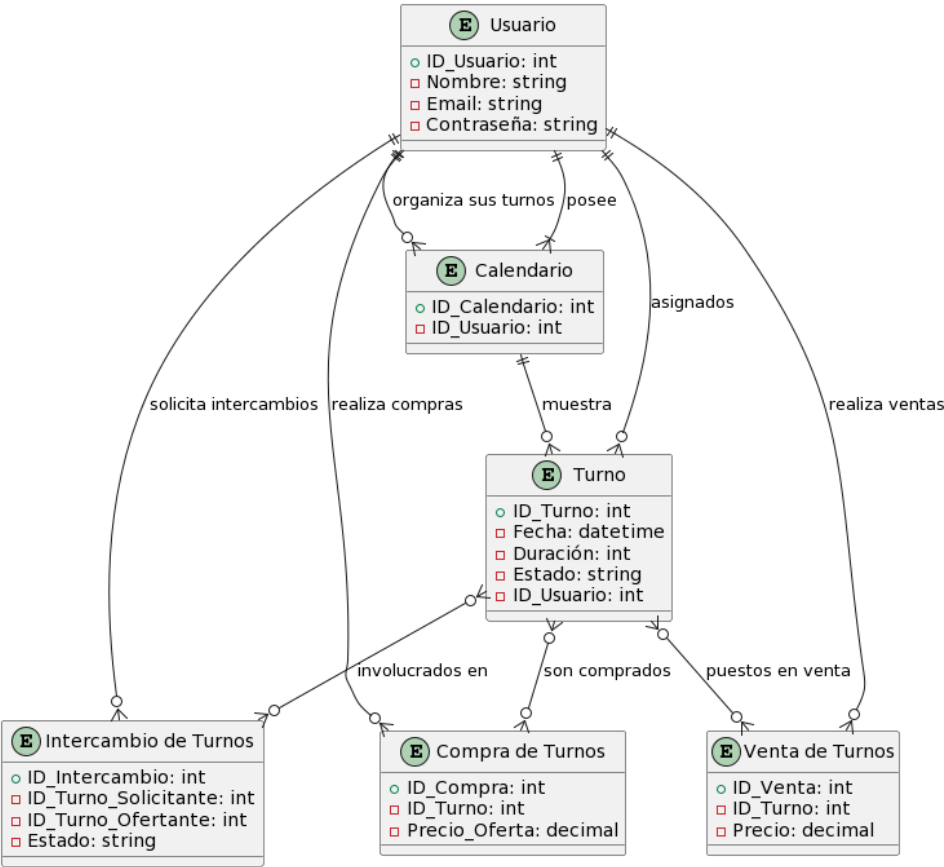 E Usuario
ID_Usuario: int
Nombre: string
Email: string
Contraseña: string
organiza sus turnos
posee
E Calendario
ID_Calendario: int
ID_Usuario: int
asignados
solicita intercambios
realiza compras
muestra
realiza ventas
E Turno
ID_Turno: int
Fecha: datetime
Duración: int
Estado: string
ID_Usuario: int
involucrados en
son comprados
puestos en venta
E Intercambio de Turnos
ID_Intercambio: int
ID_Turno_Solicitante: int
ID_Turno_Ofertante: int
Estado: string
E Compra de Turnos
ID_Compra: int
ID_Turno: int
Precio_Oferta: decimal
E Venta de Turnos
ID_Venta: int
ID_Turno: int
Precio: decimal